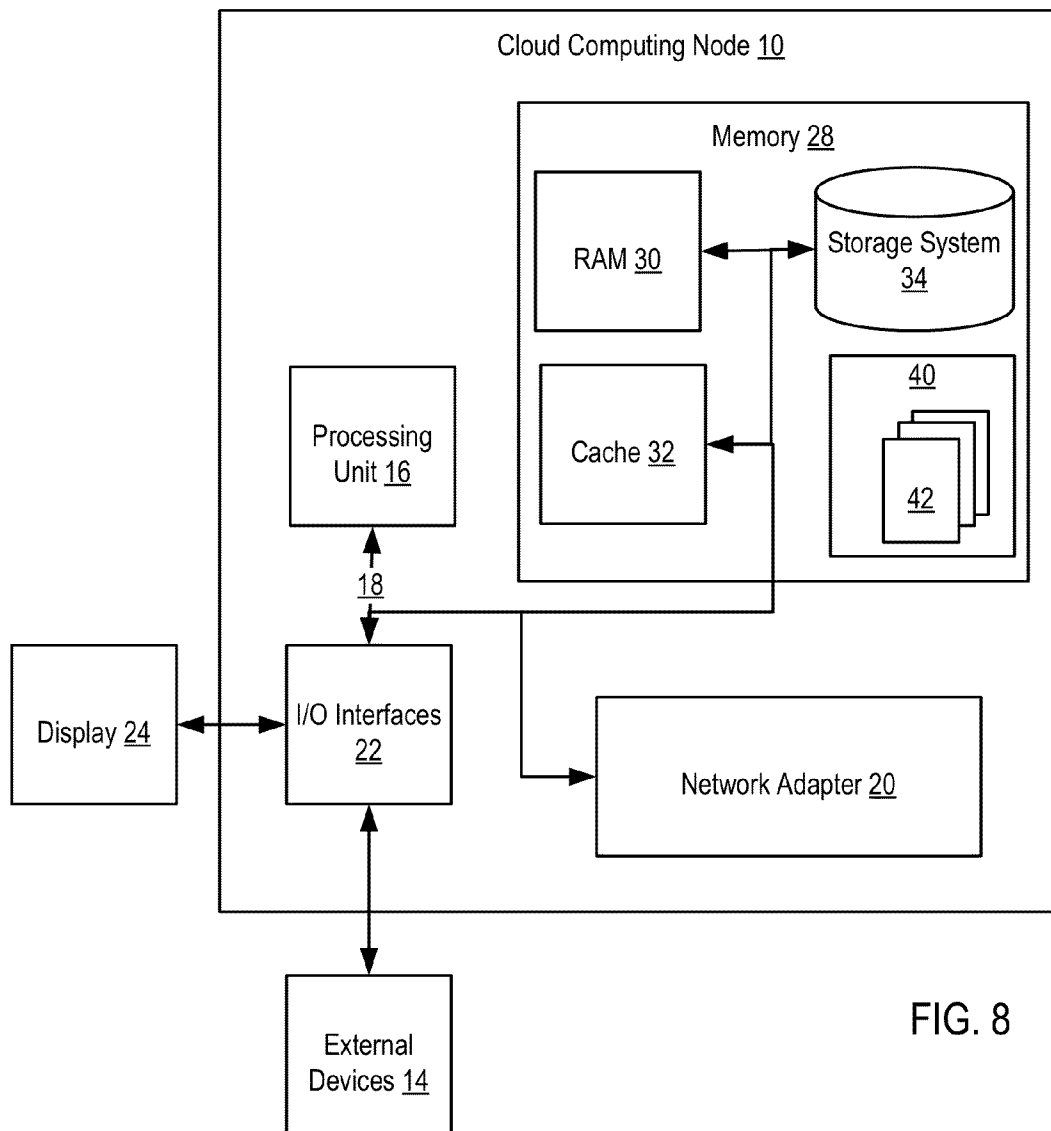 Cloud Computing Node 10
Memory 28
RAM 30
Storage System
34
Cache 32
40
42
Processing
Unit 16
18
Display 24
I/O Interfaces
22
Network Adapter 20
External
Devices 14
FIG. 8